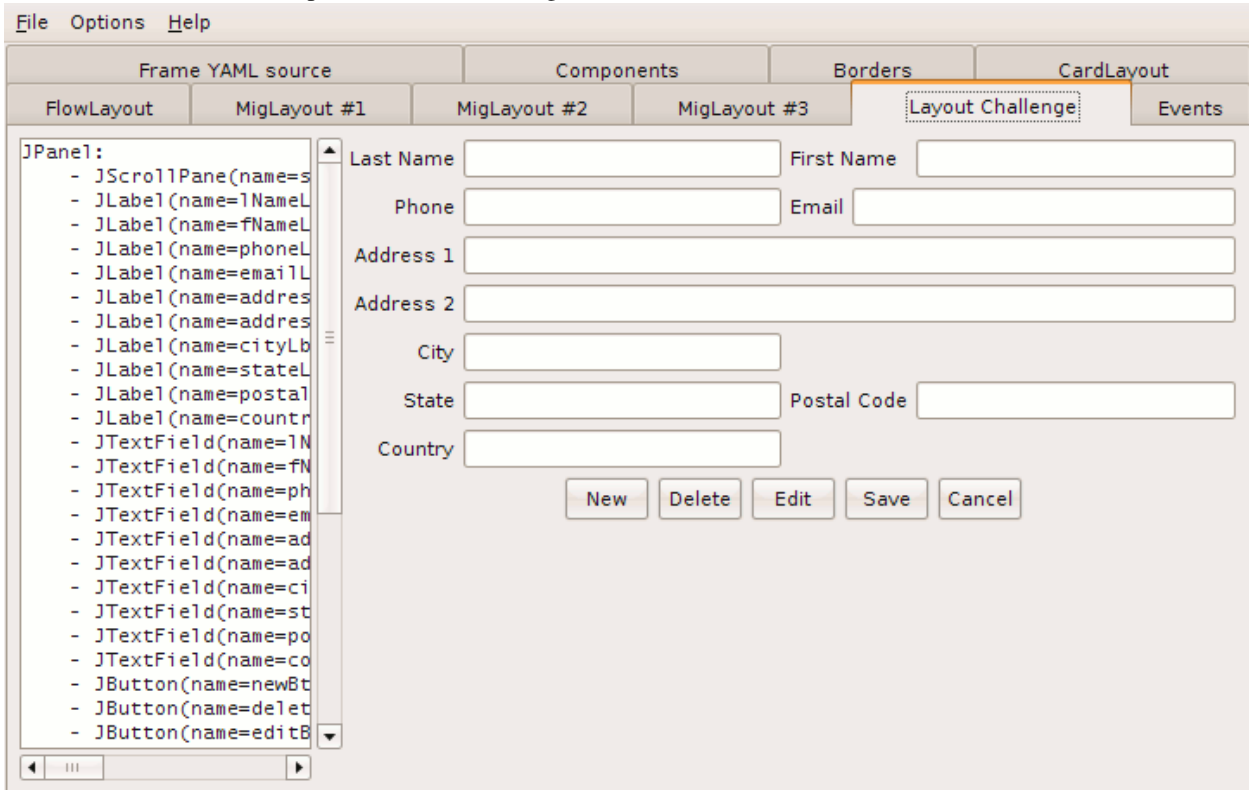 File Options Help
Frame YAML source Components Borders CardLayout
FlowLayout MigLayout #1 MigLayout #2 MigLayout #3 Layout Challenge Events
JPanel:
- JScrollPane(name=s
- JLabel(name=lNameL
- JLabel(name=fNameL
- JLabel(name=phoneL
- JLabel(name=emailL
- JLabel(name=addres
- JLabel(name=addres
- JLabel(name=cityLb
- JLabel(name=stateL
- JLabel(name=postal
- JLabel(name=countr
- JTextField(name=lN
- JTextField(name=fN
- JTextField(name=ph
- JTextField(name=em
- JTextField(name=ad
- JTextField(name=ad
- JTextField(name=ci
- JTextField(name=st
- JTextField(name=po
- JTextField(name=co
- JButton(name=newBt
- JButton(name=delet
- JButton(name=editB
Last Name First Name
Phone Email
Address 1
Address 2
City
State Postal Code
Country
New Delete Edit Save Cancel